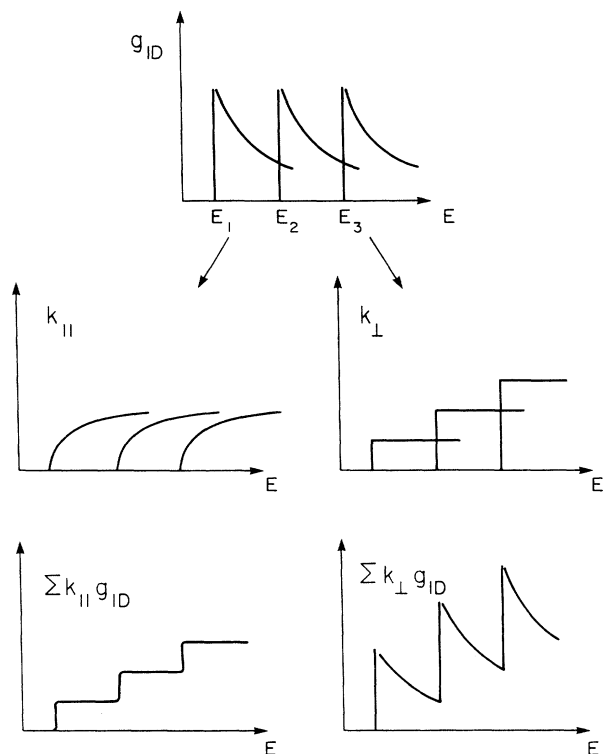 g₁D
E₁ E₂ E₃ E
k||
E
k⊥
E
Σk|| g₁D
E
Σk⊥ g₁D
E